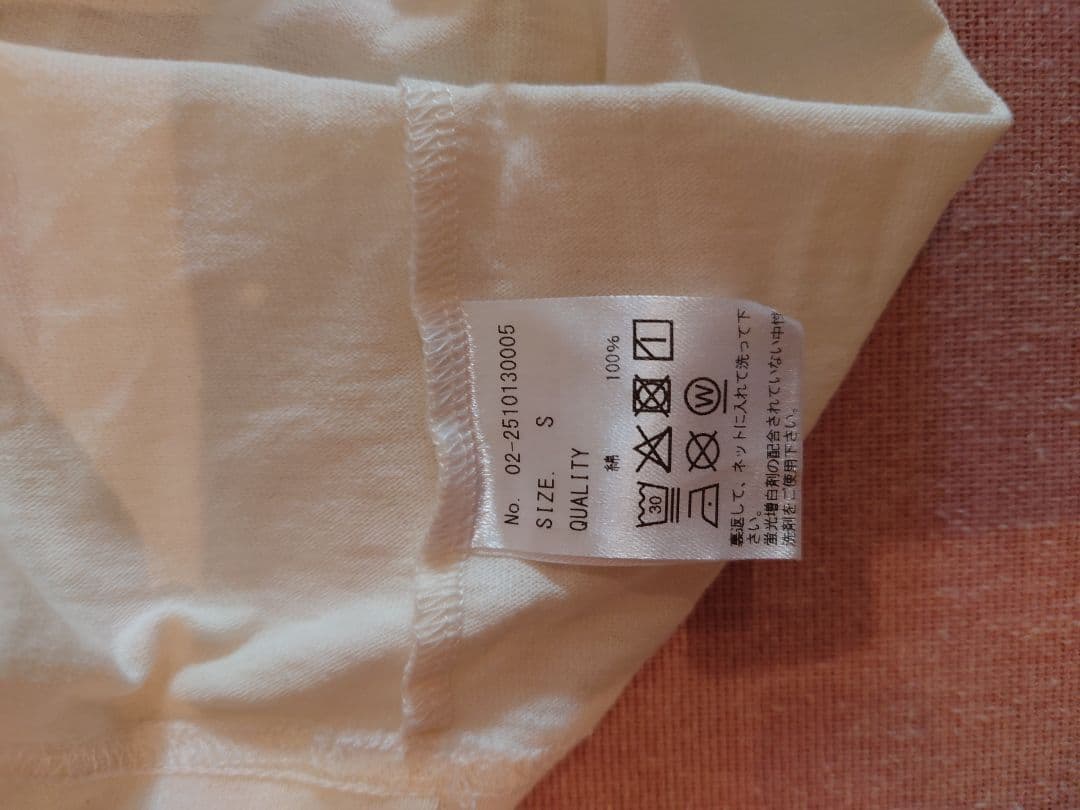 No. 02-2510130005
SIZE. S
QUALITY
綿 100%
30
W
裏返して、ネットに入れて洗って下
さい。
蛍光増白剤の配合されていない中性
洗剤をご使用下さい。